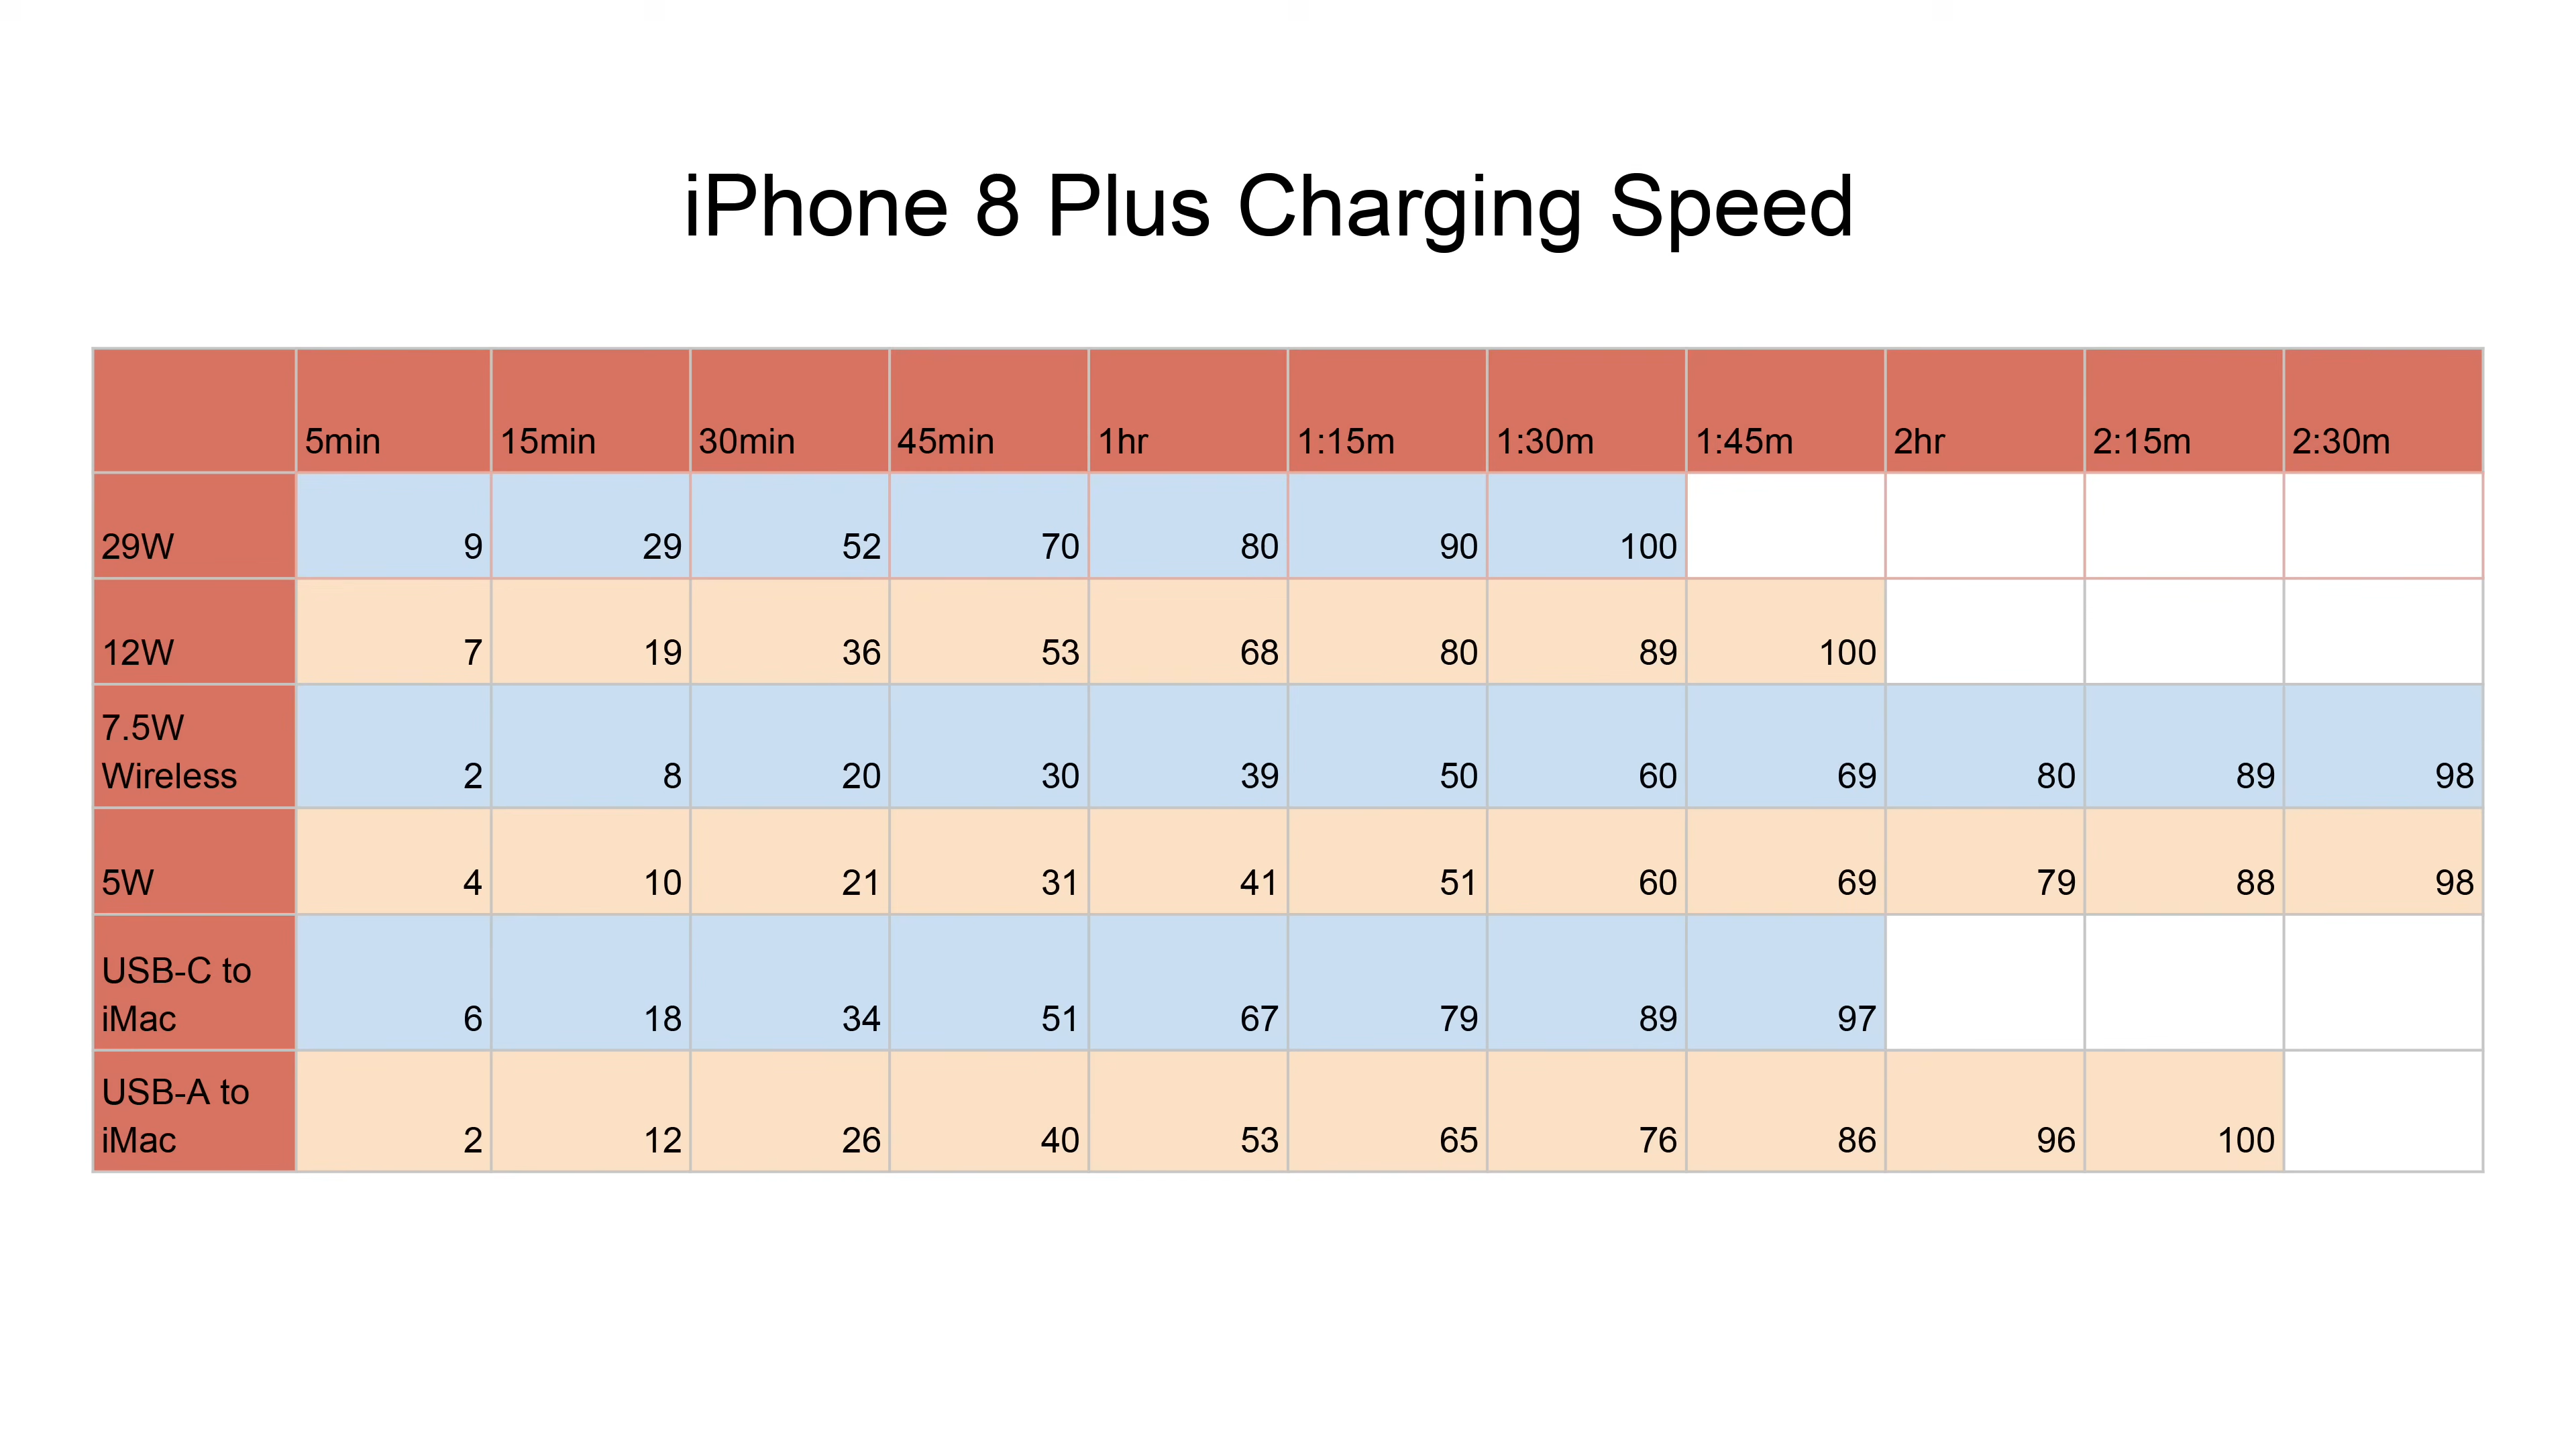 iPhone 8 Plus Charging Speed
5min 15min 30min 45min 1hr 1:15m 1:30m 1:45m 2hr 2:15m 2:30m
29W 9 29 52 70 80 90 100
12W 7 19 36 53 68 80 89 100
7.5W
Wireless 2 8 20 30 39 50 60 69 80 89 98
5W 4 10 21 31 41 51 60 69 79 88 98
USB-C to
iMac 6 18 34 51 67 79 89 97
USB-A to
iMac 2 12 26 40 53 65 76 86 96 100